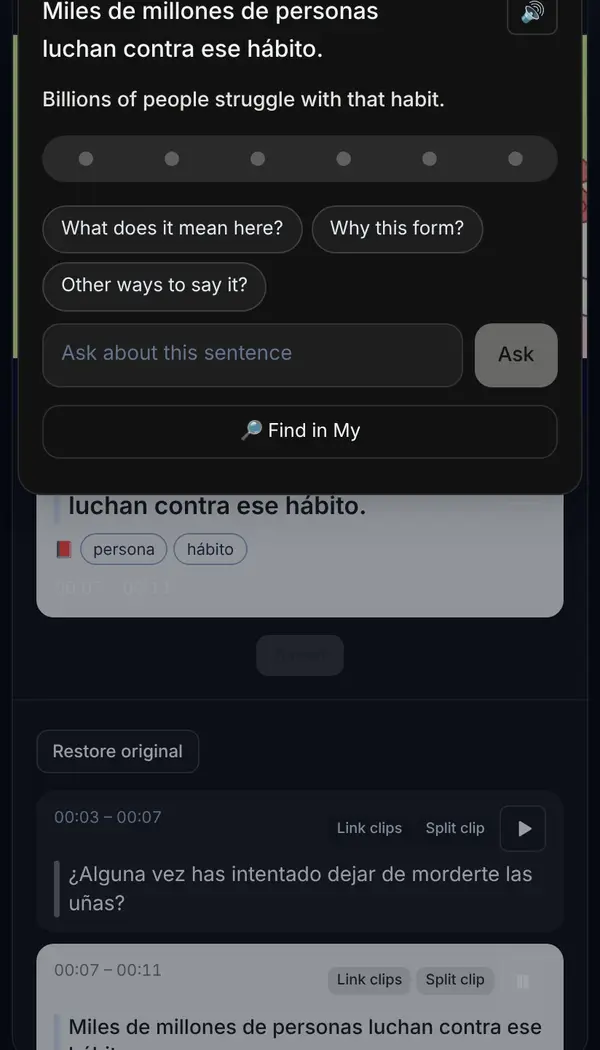 Miles de millones de personas
luchan contra ese hábito.
Billions of people struggle with that habit.
What does it mean here?
Why this form?
Other ways to say it?
Ask about this sentence
Ask
Find in My
luchan contra ese hábito.
persona
hábito
Restore original
00:03 – 00:07
Link clips
Split clip
¿Alguna vez has intentado dejar de morderte las
uñas?
00:07 – 00:11
Link clips
Split clip
Miles de millones de personas luchan contra ese